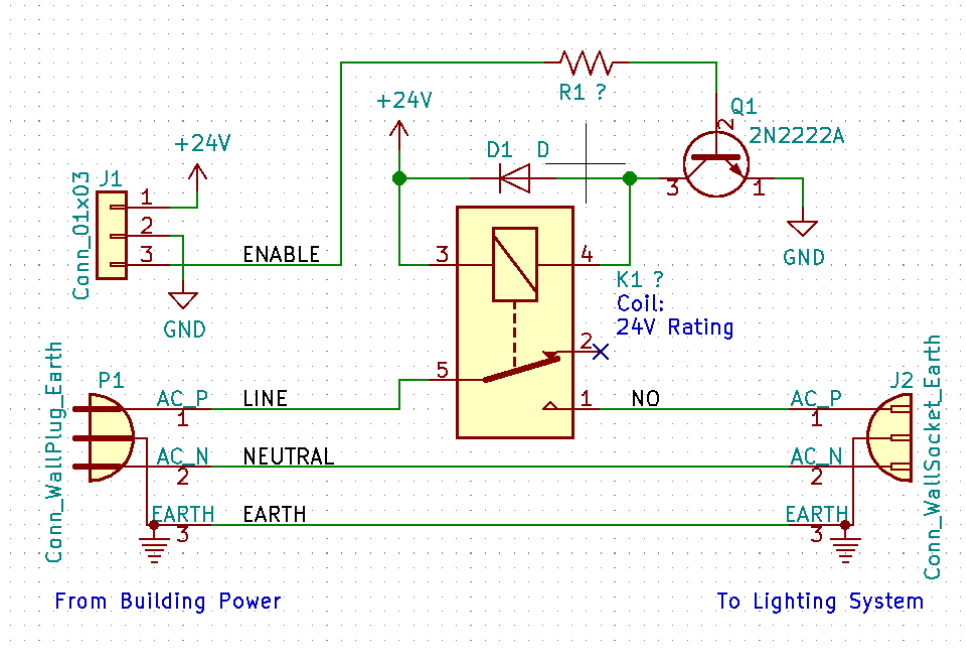 R1 ?
+24V
Q1
2
2N2222A
D1 D
3
1
GND
+24V
J1
Conn_01x03
1
2
3
ENABLE
GND
3
4
K1 ?
Coil:
24V Rating
2
5
1
Conn_WallPlug_Earth
P1
AC_P
1
LINE
NO
AC_P
1
J2
Conn_WallSocket_Earth
AC_N
2
NEUTRAL
AC_N
2
EARTH
3
EARTH
EARTH
3
From Building Power
To Lighting System